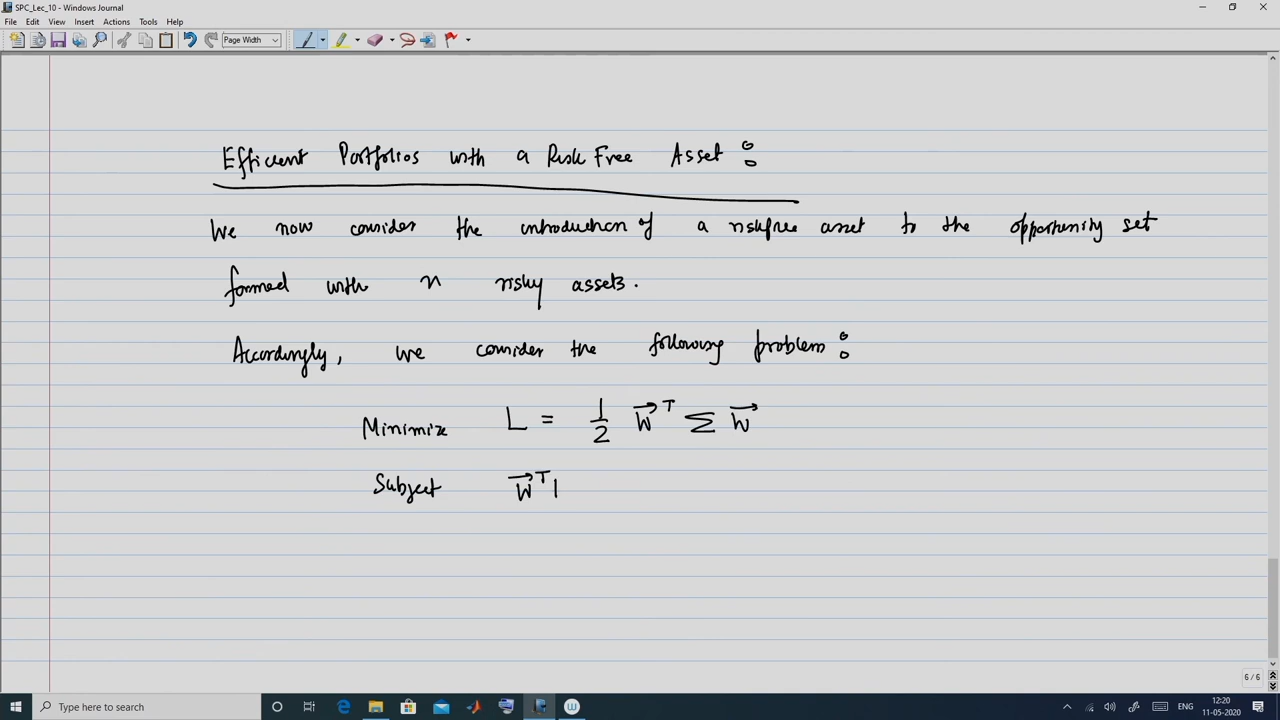 SPC_Lec_10 - Windows Journal
File Edit View Insert Actions Tools Help
Page Width
Efficient Portfolios with a Risk Free Asset :
We now consider the introduction of a riskfree asset to the opportunity set
formed with n risky assets.
Accordingly, we consider the following problem :
Minimize L = 1/2 W⃗^T Σ W⃗
Subject W⃗^T |
6 / 6
Type here to search
ENG
12:20
11-05-2020